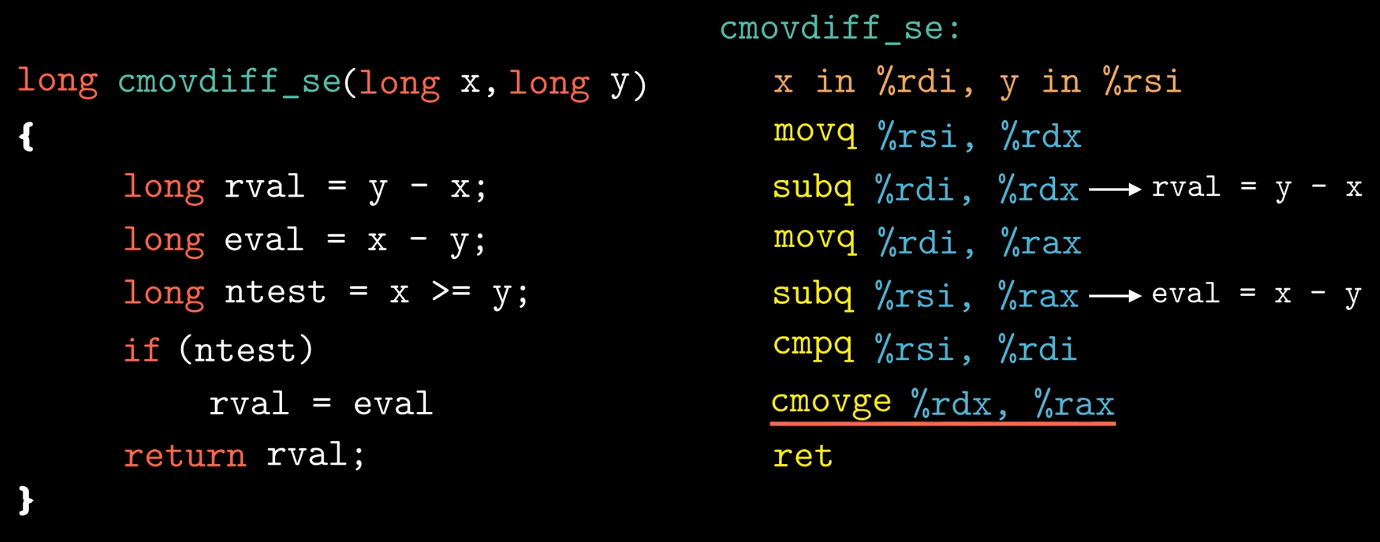 long cmovdiff_se(long x, long y)
{
long rval = y - x;
long eval = x - y;
long ntest = x >= y;
if (ntest)
rval = eval
return rval;
}
cmovdiff_se:
x in %rdi, y in %rsi
movq %rsi, %rdx
subq %rdi, %rdx → rval = y - x
movq %rdi, %rax
subq %rsi, %rax → eval = x - y
cmpq %rsi, %rdi
cmovge %rdx, %rax
ret